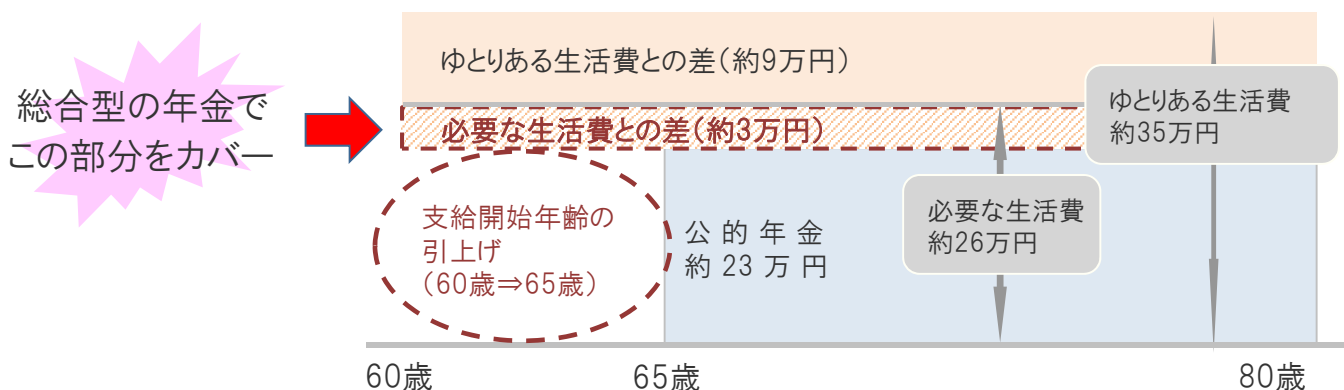 総合型の年金で
この部分をカバー
ゆとりある生活費との差(約9万円)
必要な生活費との差(約3万円)
支給開始年齢の
引上げ
(60歳⇒65歳)
公的年金
約23万円
必要な生活費
約26万円
ゆとりある生活費
約35万円
60歳
65歳
80歳